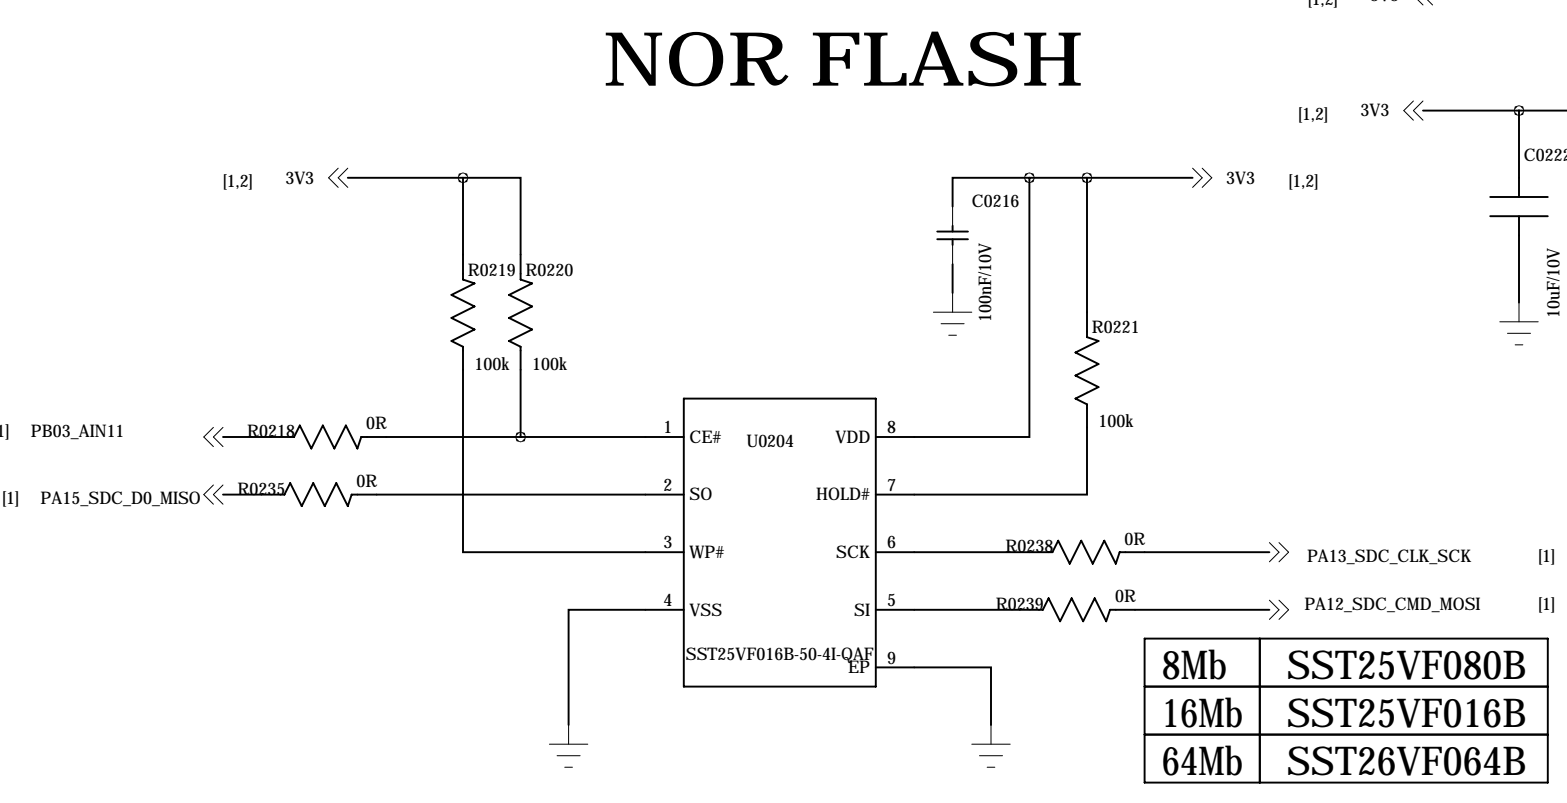 NOR FLASH
[1,2] 3V3
C0222
10uF/10V
[1,2] 3V3
3V3 [1,2]
C0216
100nF/10V
R0219 R0220
100k 100k
R0221
100k
PB03_AIN11 R0218 0R
[1] PA15_SDC_D0_MISO R0235 0R
1 CE# U0204 VDD 8
2 SO HOLD# 7
3 WP# SCK 6
4 VSS SI 5
SST25VF016B-50-4I-QAF
EP 9
R0238 0R PA13_SDC_CLK_SCK [1]
R0239 0R PA12_SDC_CMD_MOSI [1]
8Mb SST25VF080B
16Mb SST25VF016B
64Mb SST26VF064B